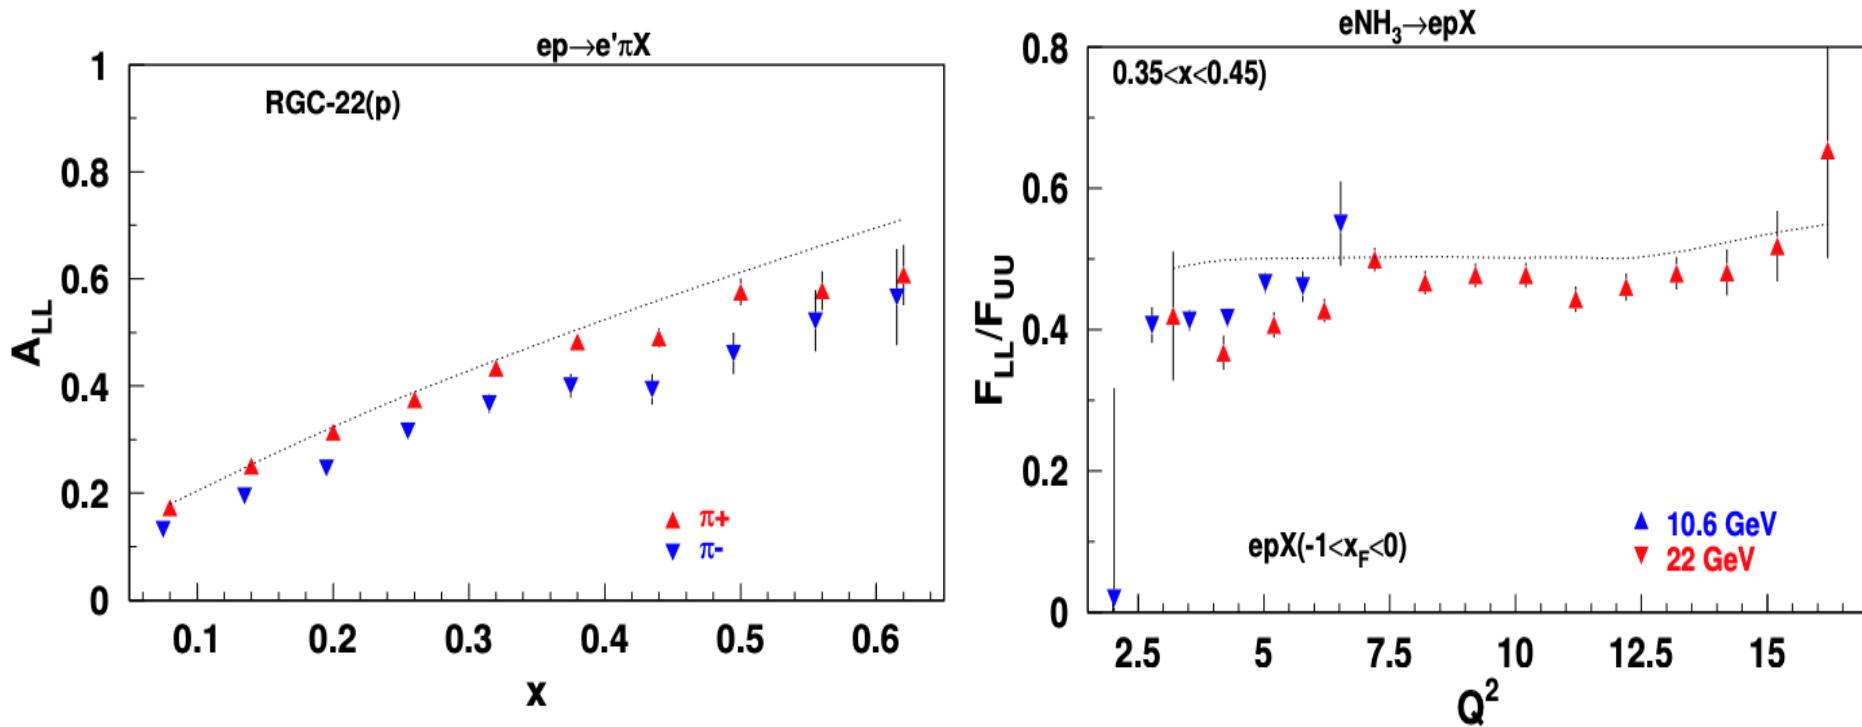 ep→e'πX
RGC-22(p)
A_LL
1
0.8
0.6
0.4
0.2
0
0.1
0.2
0.3
0.4
0.5
0.6
x
π+
π-
eNH₃→epX
0.35<x<0.45)
F_LL/F_UU
0.8
0.6
0.4
0.2
0
2.5
5
7.5
10
12.5
15
Q²
epX(-1<x_F<0)
10.6 GeV
22 GeV